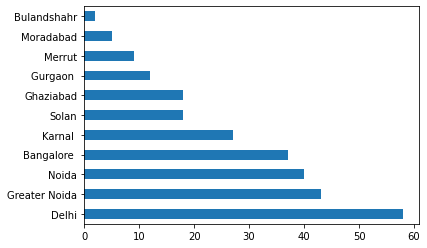 Bulandshahr
Moradabad
Merrut
Gurgaon
Ghaziabad
Solan
Karnal
Bangalore
Noida
Greater Noida
Delhi
0 10 20 30 40 50 60